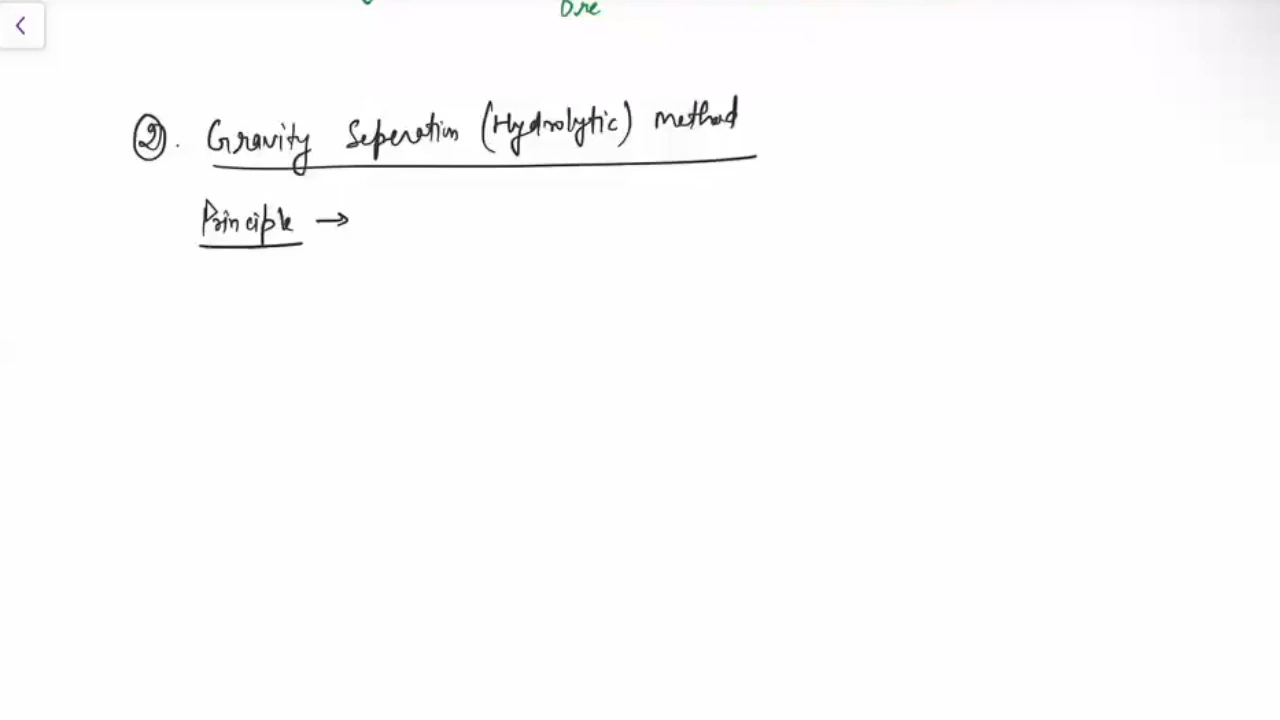 Ore
②. Gravity Seperation (Hydrolytic) method
Principle →